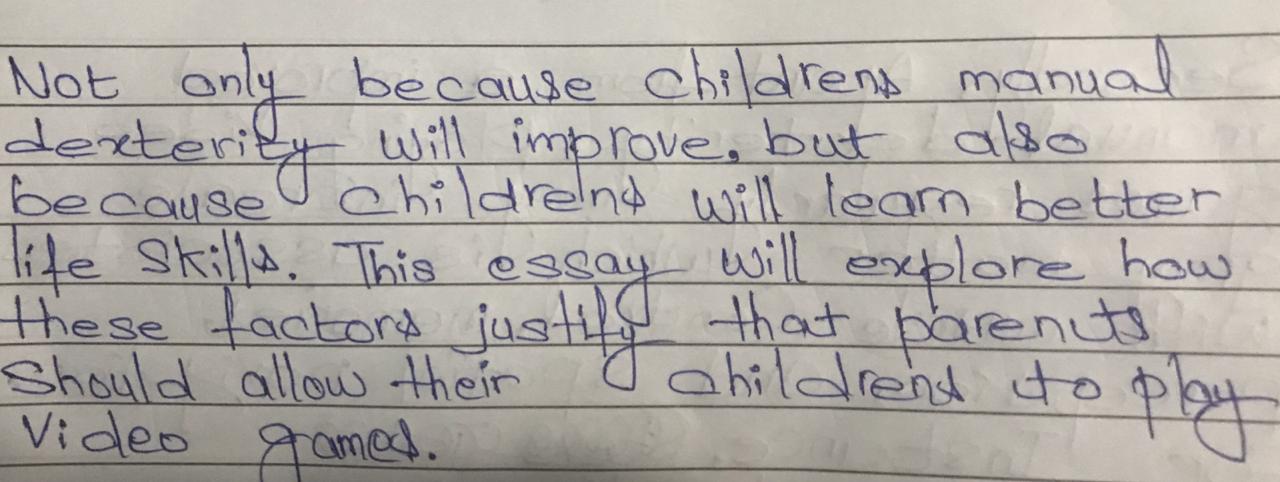 Not only because childrens manual
dexterity will improve, but also
because childrens will learn better
life skills. This essay will explore how
these factors justify that parents
should allow their childrens to play
video games.